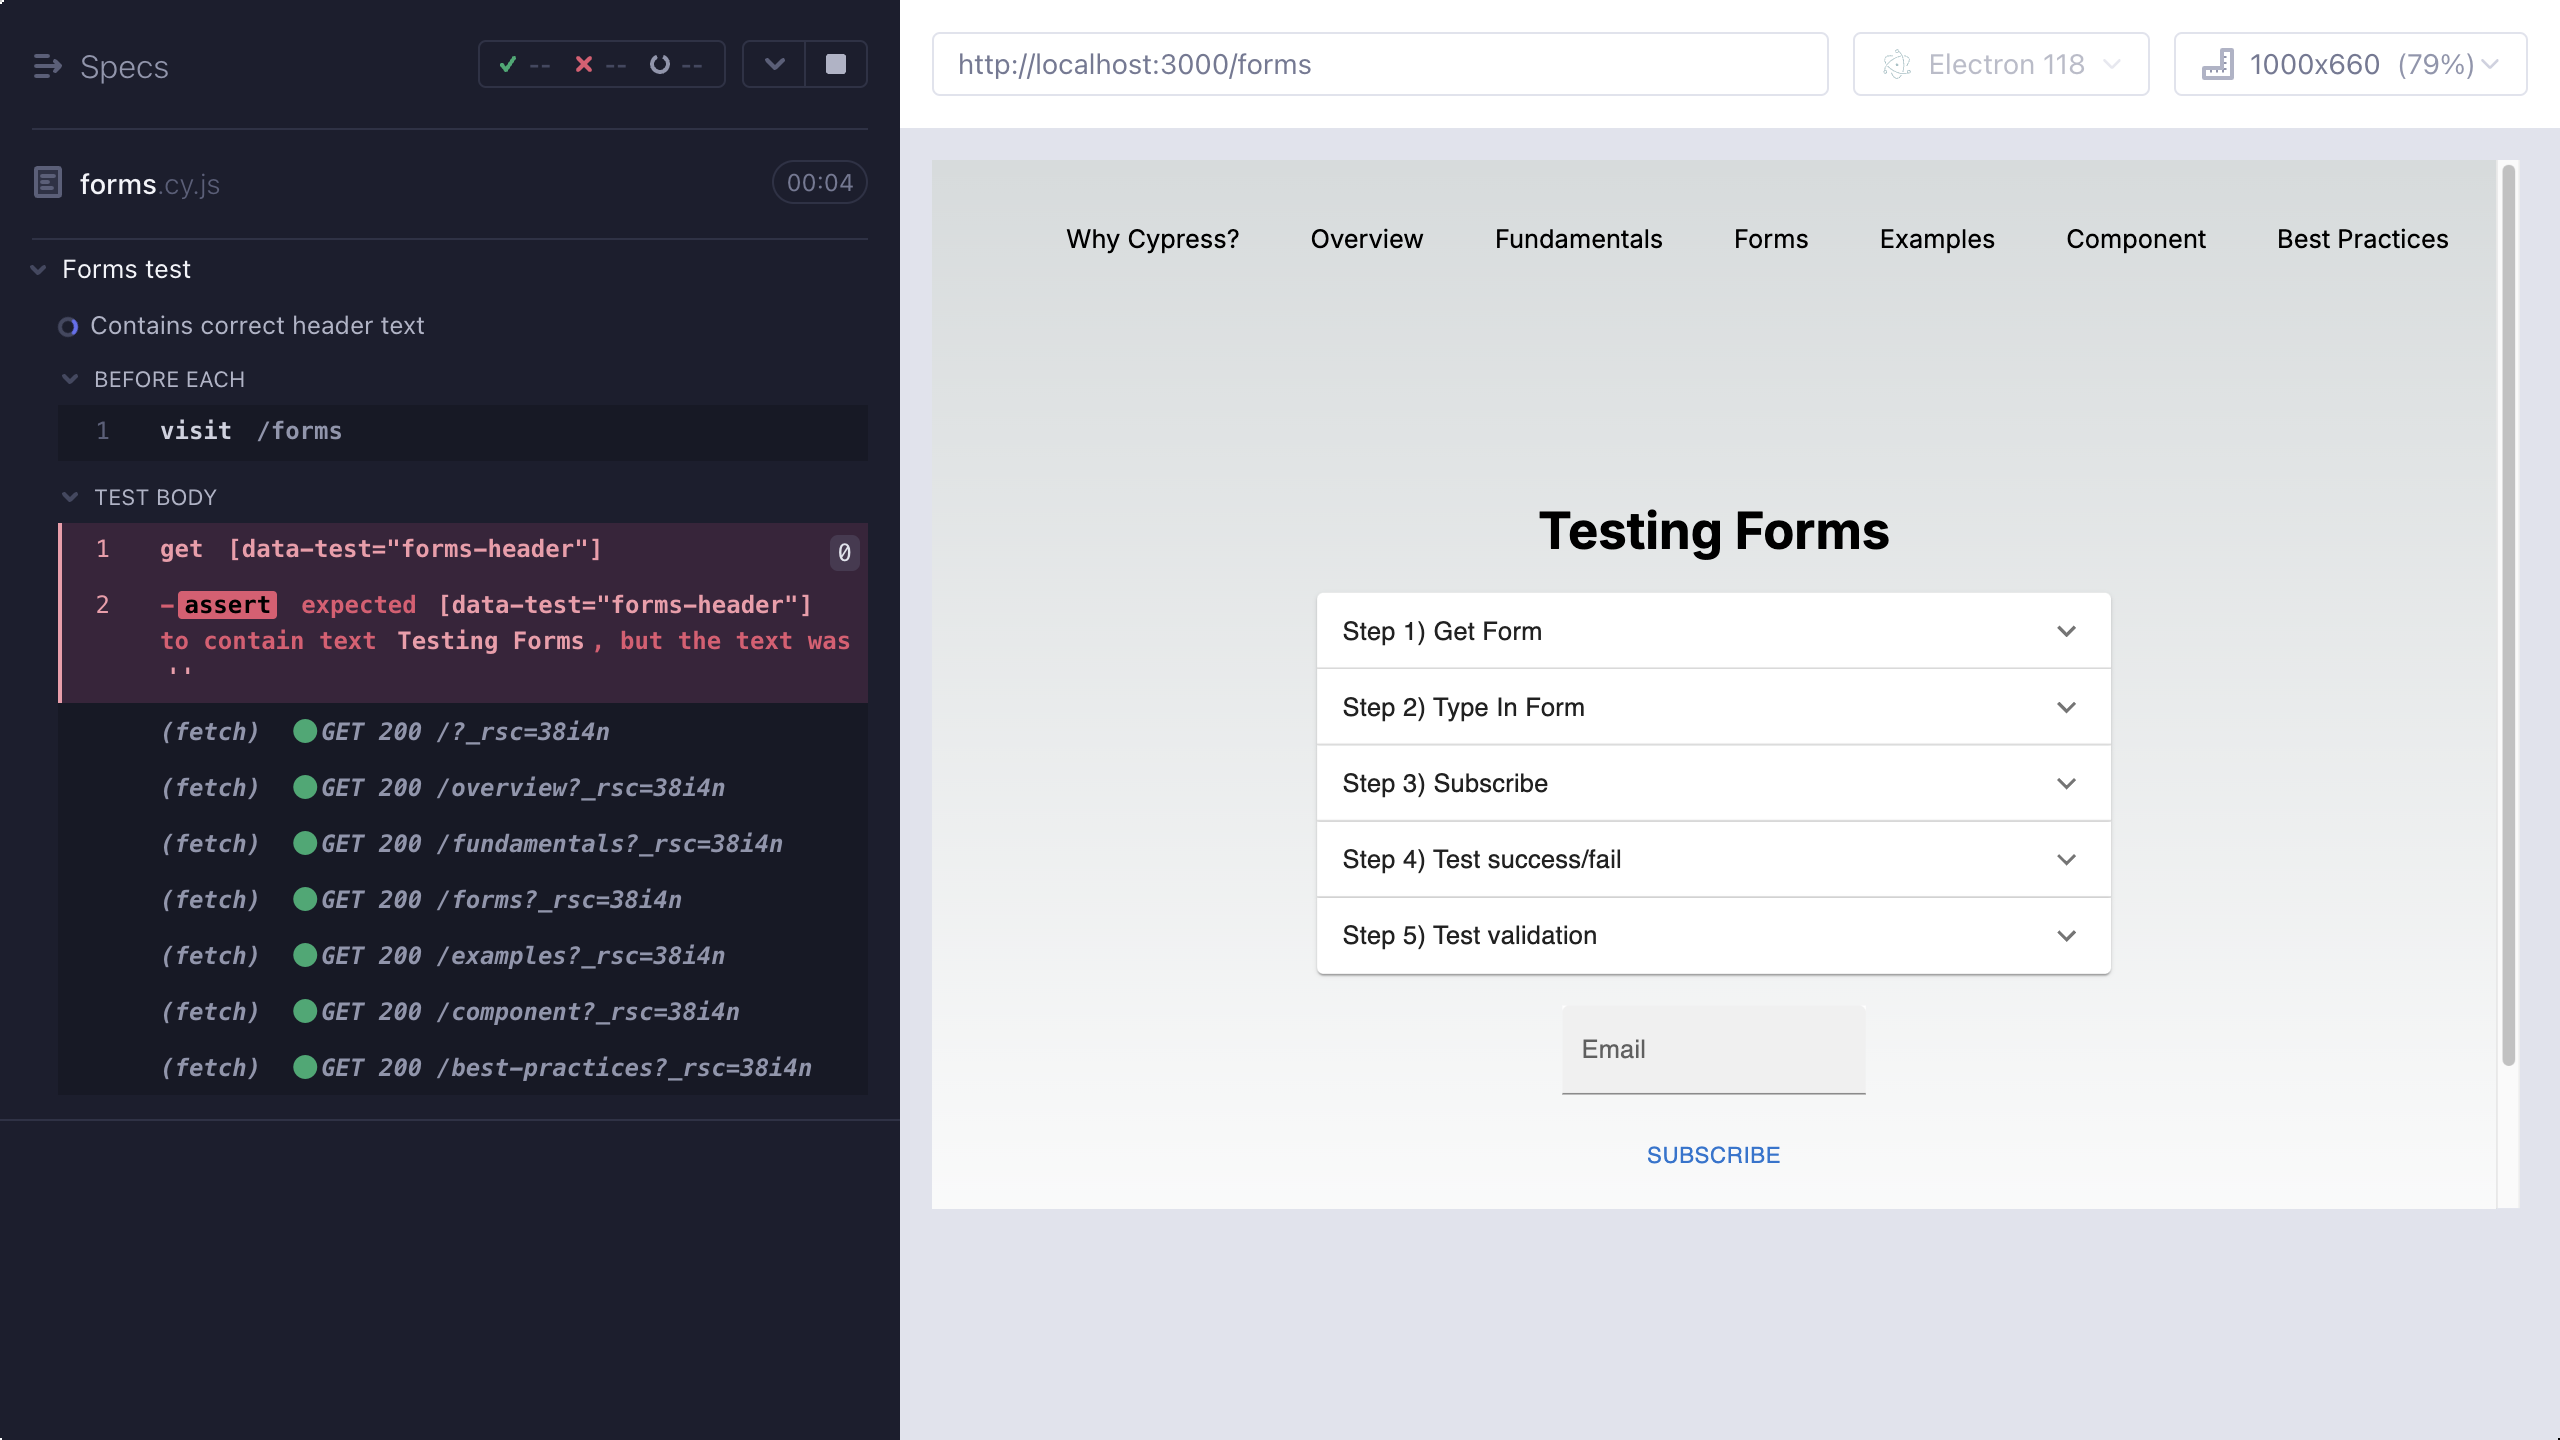 Specs
-- -- --
forms.cy.js
00:04
Forms test
Contains correct header text
BEFORE EACH
1 visit /forms
TEST BODY
1 get [data-test="forms-header"] 0
2 -assert expected [data-test="forms-header"]
to contain text Testing Forms, but the text was
''
(fetch) GET 200 /?_rsc=38i4n
(fetch) GET 200 /overview?_rsc=38i4n
(fetch) GET 200 /fundamentals?_rsc=38i4n
(fetch) GET 200 /forms?_rsc=38i4n
(fetch) GET 200 /examples?_rsc=38i4n
(fetch) GET 200 /component?_rsc=38i4n
(fetch) GET 200 /best-practices?_rsc=38i4n
http://localhost:3000/forms
Electron 118
1000x660 (79%)
Why Cypress? Overview Fundamentals Forms Examples Component Best Practices
Testing Forms
Step 1) Get Form
Step 2) Type In Form
Step 3) Subscribe
Step 4) Test success/fail
Step 5) Test validation
Email
SUBSCRIBE